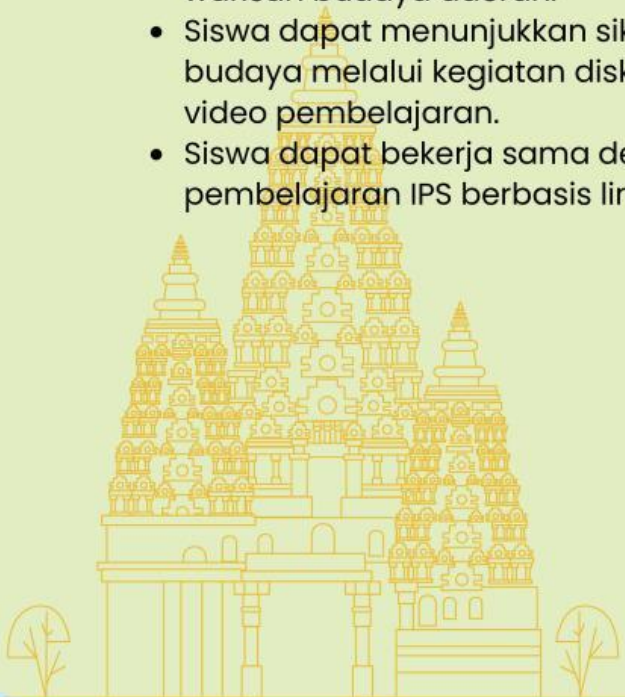 • Siswa dapat menunjukkan sik
budaya melalui kegiatan disk
video pembelajaran.
• Siswa dapat bekerja sama de
pembelajaran IPS berbasis lin